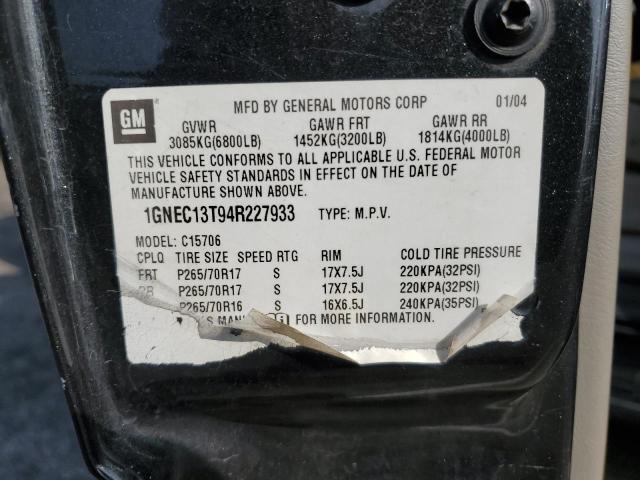 GM MFD BY GENERAL MOTORS CORP 01/04
GVWR GAWR FRT GAWR RR
3085KG(6800LB) 1452KG(3200LB) 1814KG(4000LB)
THIS VEHICLE CONFORMS TO ALL APPLICABLE U.S. FEDERAL MOTOR
VEHICLE SAFETY STANDARDS IN EFFECT ON THE DATE OF
MANUFACTURE SHOWN ABOVE.
1GNEC13T94R227933 TYPE: M.P.V.
MODEL: C15706
CPLQ TIRE SIZE SPEED RTG RIM COLD TIRE PRESSURE
FRT P265/70R17 S 17X7.5J 220KPA(32PSI)
RR P265/70R17 S 17X7.5J 220KPA(32PSI)
P265/70R16 S 16X6.5J 240KPA(35PSI)
FOR MORE INFORMATION.